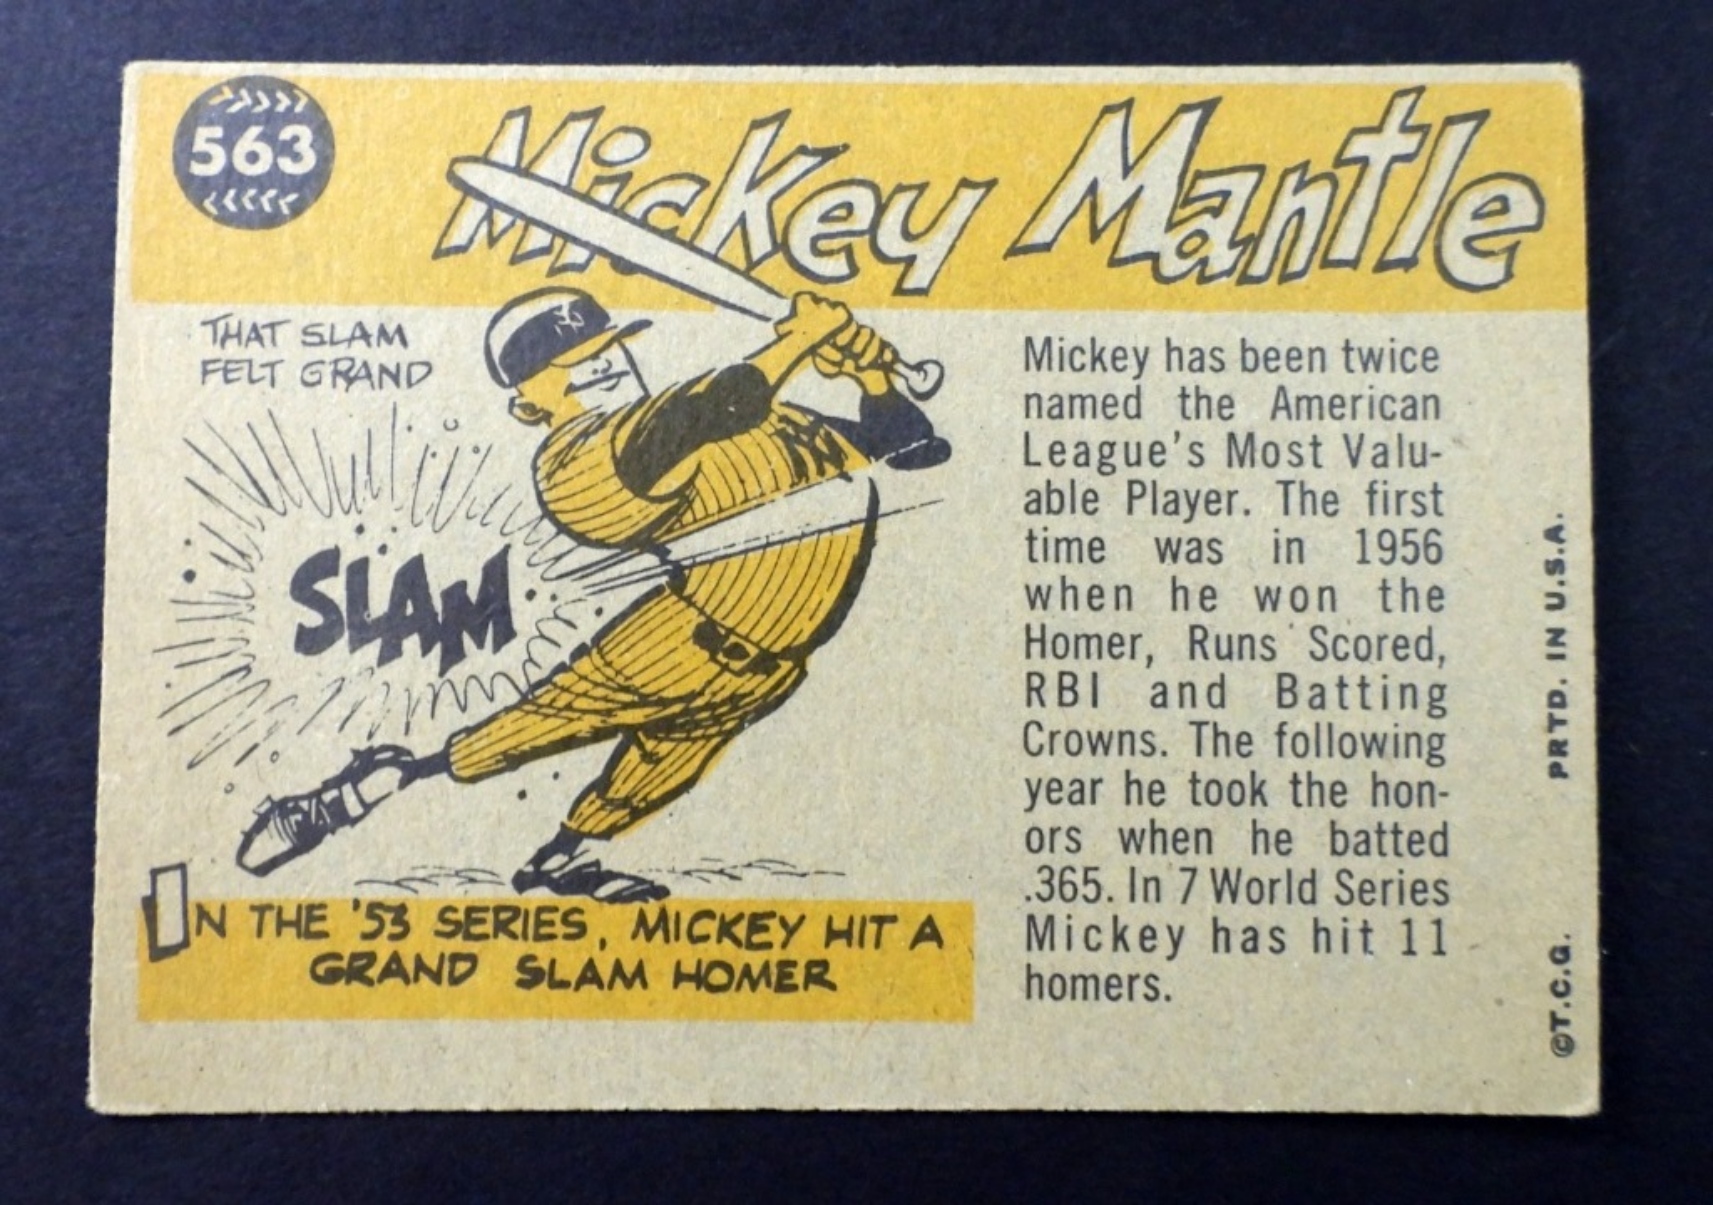 563
Mickey Mantle
THAT SLAM
FELT GRAND
SLAM
IN THE '53 SERIES, MICKEY HIT A
GRAND SLAM HOMER
Mickey has been twice
named the American
League's Most Valu-
able Player. The first
time was in 1956
when he won the
Homer, Runs Scored,
RBI and Batting
Crowns. The following
year he took the hon-
ors when he batted
.365. In 7 World Series
Mickey has hit 11
homers.
©T.C.G.
PRTD. IN U.S.A.